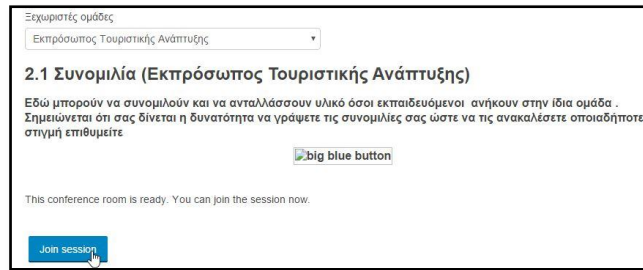 Ξεχωριστές ομάδες
Εκπρόσωπος Τουριστικής Ανάπτυξης
2.1 Συνομιλία (Εκπρόσωπος Τουριστικής Ανάπτυξης)
Εδώ μπορούν να συνομιλούν και να ανταλλάσσουν υλικό όσοι εκπαιδευόμενοι ανήκουν στην ίδια ομάδα .
Σημειώνεται ότι σας δίνεται η δυνατότητα να γράψετε τις συνομιλίες σας ώστε να τις ανακαλέσετε οποιαδήποτε
στιγμή επιθυμείτε
big blue button
This conference room is ready. You can join the session now.
Join session